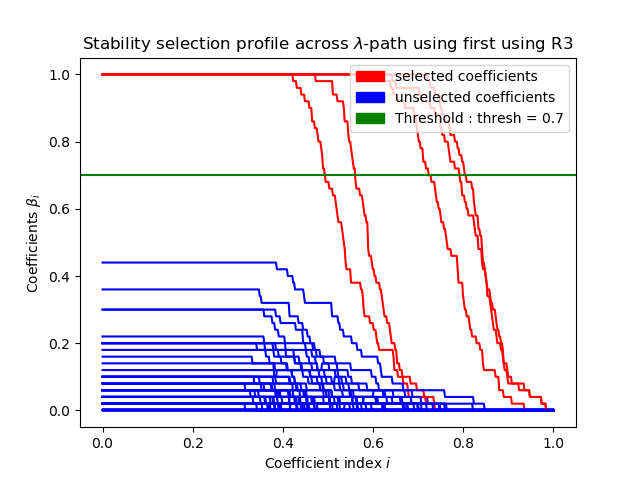 Stability selection profile across λ-path using first using R3
selected coefficients
unselected coefficients
Threshold : thresh = 0.7
Coefficients βᵢ
1.0
0.8
0.6
0.4
0.2
0.0
0.0 0.2 0.4 0.6 0.8 1.0
Coefficient index i